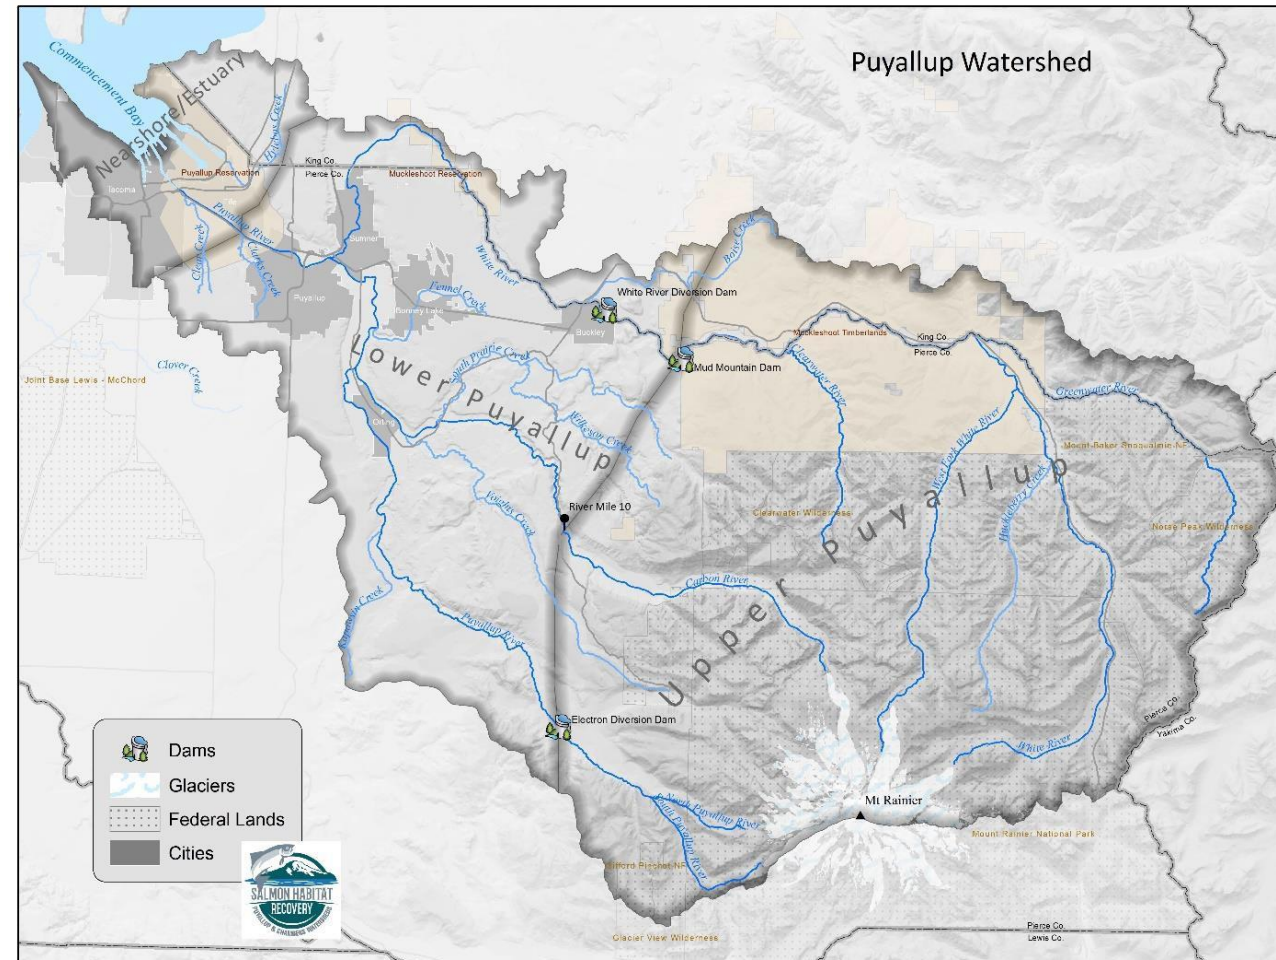 Puyallup Watershed
Commencement Bay
Nearshore/Estuary
Hylebos Creek
King Co.
Pierce Co.
Tacoma
Puyallup Reservation
Muckleshoot Reservation
Puyallup River
Clear Creek
Clarks Creek
Sumner
Puyallup
White River
Boise Creek
White River Diversion Dam
Fennel Creek
Bonney Lake
Buckley
Muckleshoot Timberlands
King Co.
Pierce Co.
Mud Mountain Dam
Clearwater River
Greenwater River
Clover Creek
Joint Base Lewis - McChord
Lower Puyallup
South Prairie Creek
Wilkeson Creek
Orting
West Fork White River
Mount Baker Snoqualmie NF
Upper Puyallup
Huckleberry Creek
Voights Creek
River Mile 10
Clearwater Wilderness
Norse Peak Wilderness
Carbon River
Kapowsin Creek
Puyallup River
Electron Diversion Dam
Pierce Co.
Yakima Co.
White River
Mt Rainier
North Puyallup River
South Puyallup River
Mount Rainier National Park
Gifford Pinchot NF
Glacier View Wilderness
Pierce Co.
Lewis Co.
Dams
Glaciers
Federal Lands
Cities
SALMON HABITAT
RECOVERY
PUYALLUP & CHAMBERS WATERSHEDS